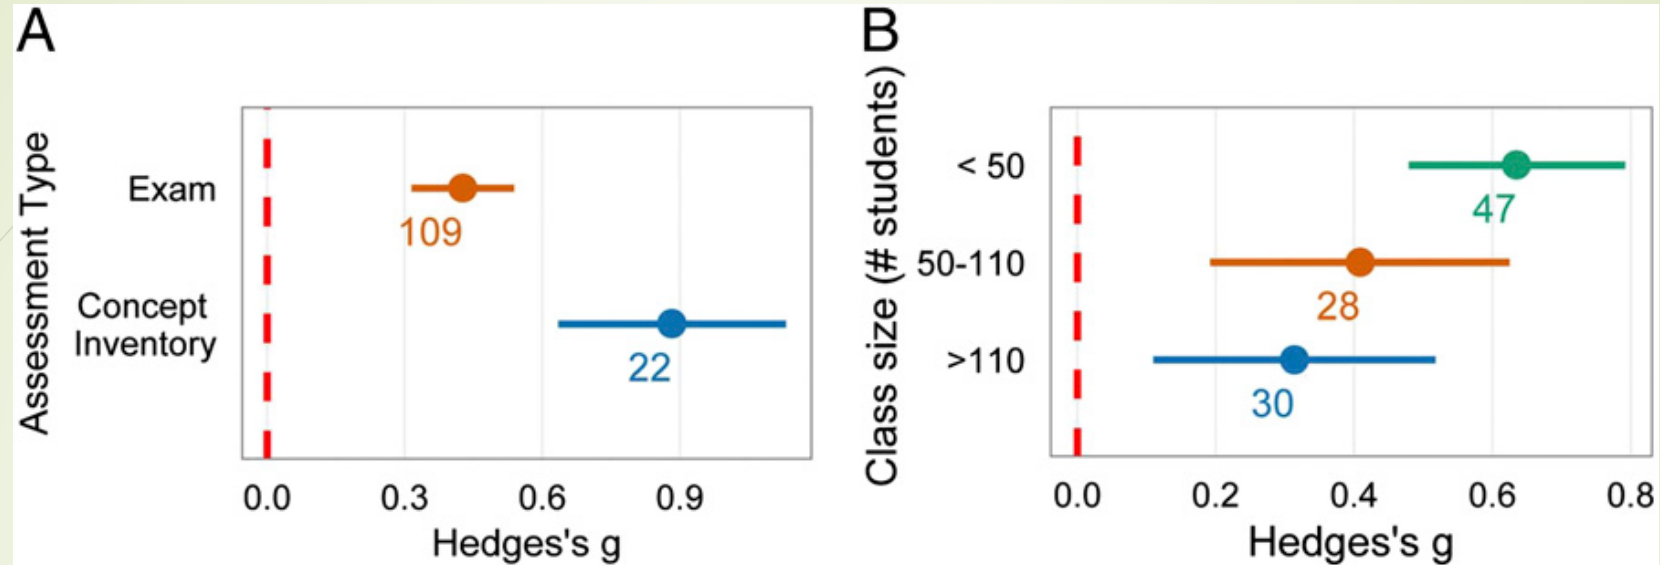 A
Assessment Type
Exam
109
Concept
Inventory
22
0.0 0.3 0.6 0.9
Hedges's g
B
Class size (# students)
< 50
47
50-110
28
>110
30
0.0 0.2 0.4 0.6 0.8
Hedges's g